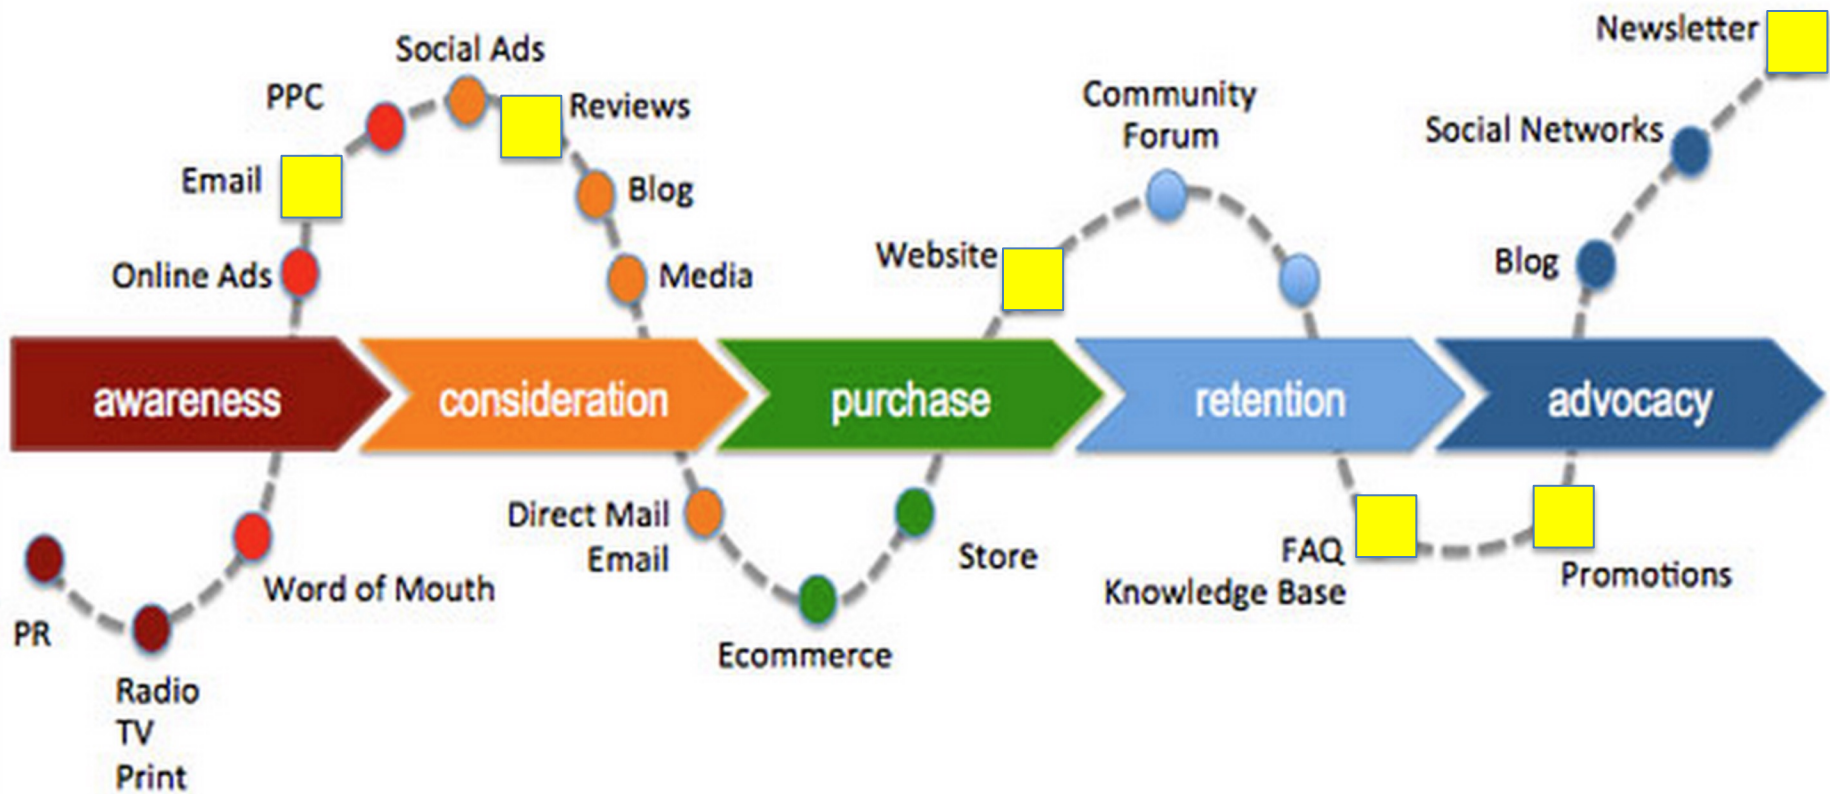 Social Ads
PPC
Reviews
Email
Blog
Online Ads
Media
Community
Forum
Website
Newsletter
Social Networks
Blog
awareness
consideration
purchase
retention
advocacy
PR
Radio
TV
Print
Word of Mouth
Direct Mail
Email
Ecommerce
Store
FAQ
Knowledge Base
Promotions